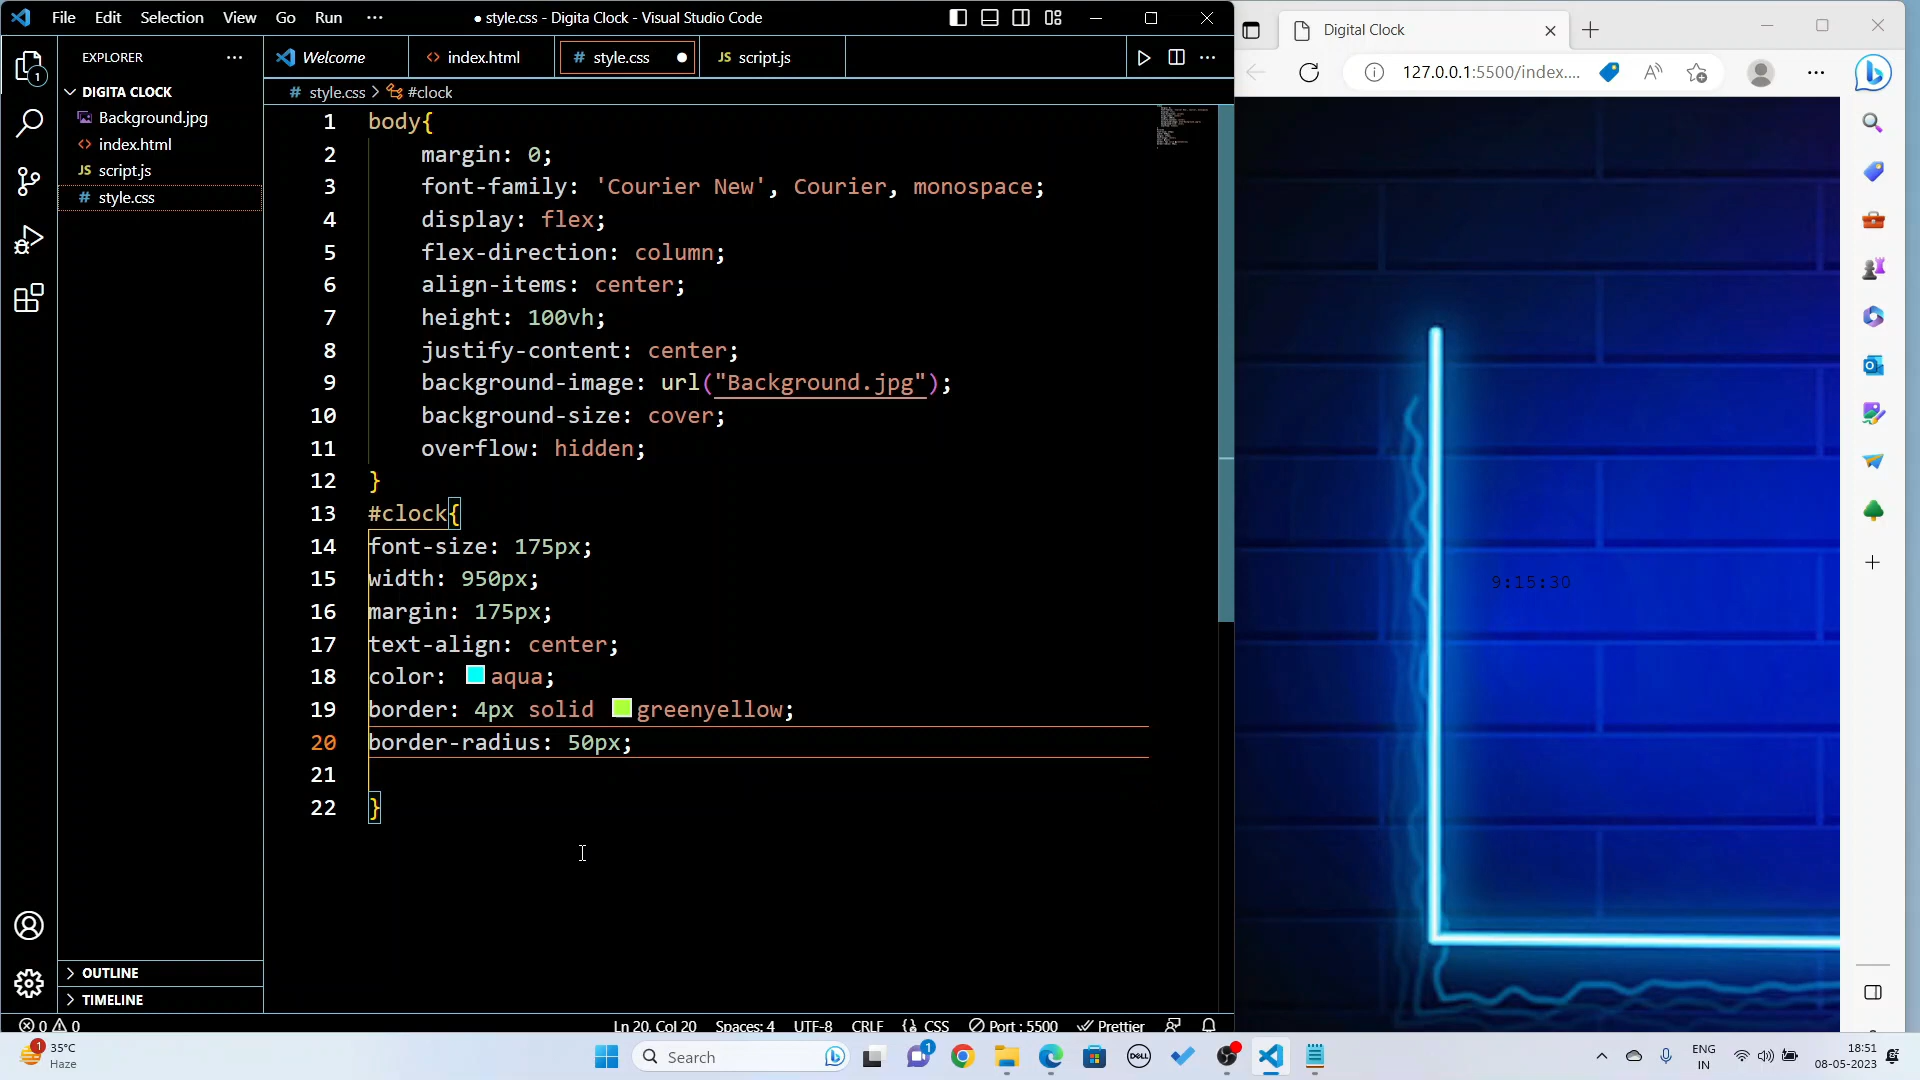 File Edit Selection View Go Run ··· ● style.css - Digita Clock - Visual Studio Code
EXPLORER ···
1
DIGITA CLOCK
Background.jpg
index.html
JS script.js
# style.css
OUTLINE
TIMELINE
Welcome
<> index.html
# style.css
JS script.js
# style.css > #clock
1 body{
2 margin: 0;
3 font-family: 'Courier New', Courier, monospace;
4 display: flex;
5 flex-direction: column;
6 align-items: center;
7 height: 100vh;
8 justify-content: center;
9 background-image: url("Background.jpg");
10 background-size: cover;
11 overflow: hidden;
12 }
13 #clock{
14 font-size: 175px;
15 width: 950px;
16 margin: 175px;
17 text-align: center;
18 color: aqua;
19 border: 4px solid greenyellow;
20 border-radius: 50px;
21
22 }
0 0
Ln 20, Col 20 Spaces: 4 UTF-8 CRLF {} CSS Port : 5500 Prettier
Digital Clock
127.0.0.1:5500/index....
9:15:30
1
35°C
Haze
Search
1
DELL
ENG
IN
18:51
08-05-2023